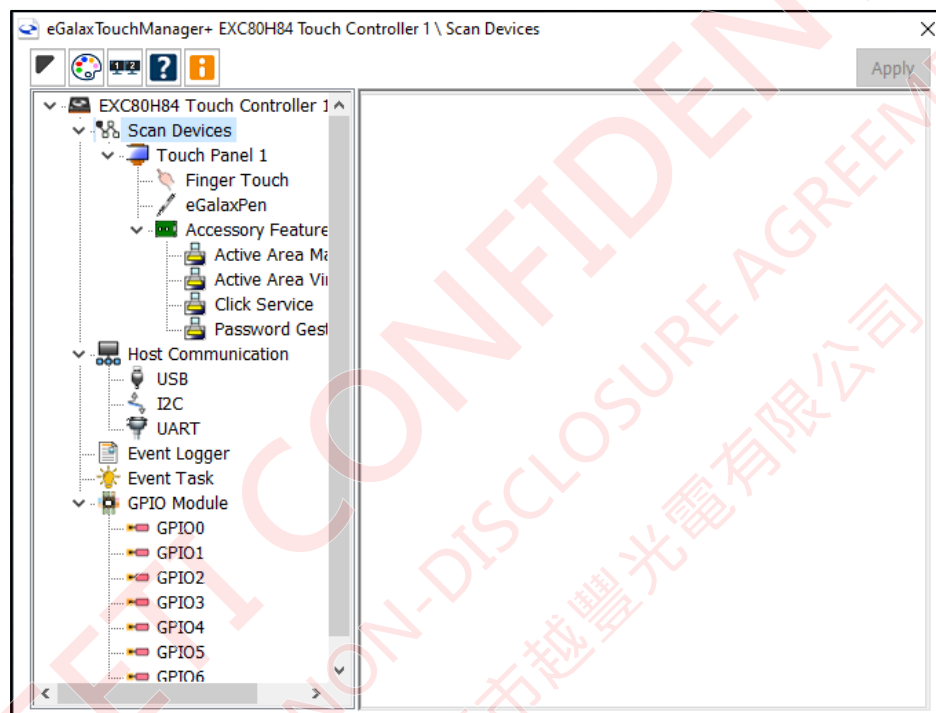 eGalaxTouchManager+ EXC80H84 Touch Controller 1 \ Scan Devices
1 2 ? i
Apply
EXC80H84 Touch Controller 1
Scan Devices
Touch Panel 1
Finger Touch
eGalaxPen
Accessory Feature
Active Area Ma
Active Area Vi
Click Service
Password Gest
Host Communication
USB
I2C
UART
Event Logger
Event Task
GPIO Module
GPIO0
GPIO1
GPIO2
GPIO3
GPIO4
GPIO5
GPIO6
EETI CONFIDEN
NON-DISCLOSURE AGREEM
市越豐光電有限公司